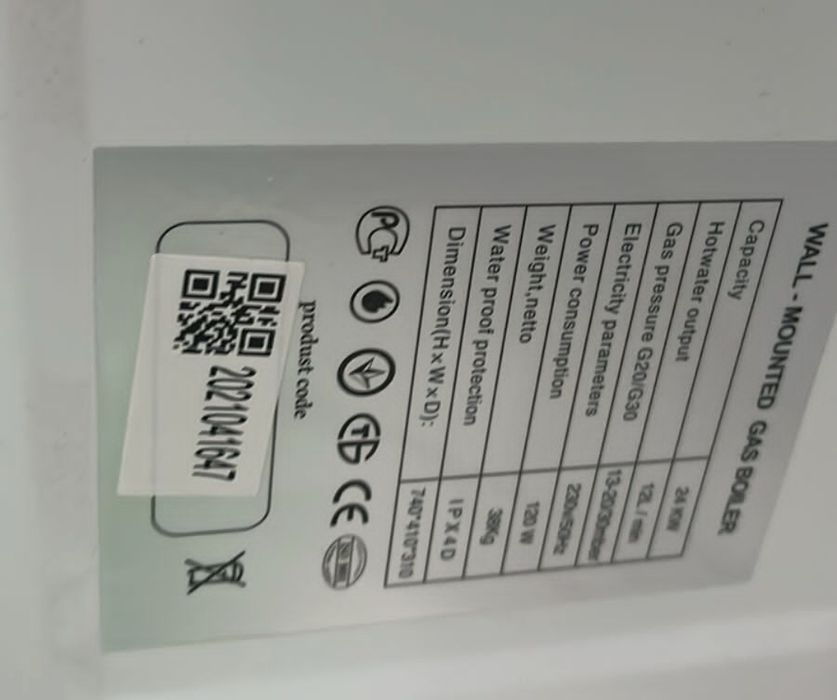 WALL - MOUNTED GAS BOILER
Capacity 24 KW
Hotwater output 12L / min
Gas pressure G20/G30 13-20/30mbar
Electricity parameters 230v/50Hz
Power consumption 120 W
Weight,netto 38Kg
Water proof protection I P X 4 D
Dimension(H x W x D): 740*410*310
PCT
CE
produst code
2021041647